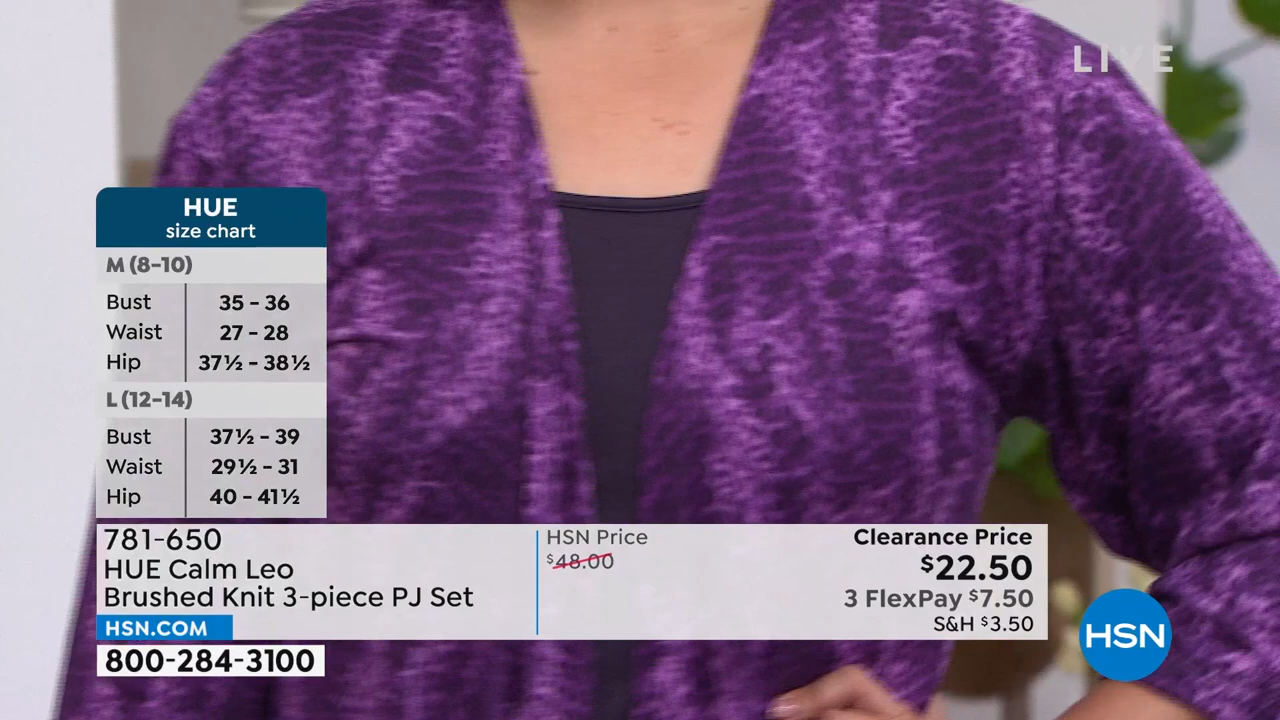 LIVE
HUE
size chart
M (8-10)
Bust 35 - 36
Waist 27 - 28
Hip 37½ - 38½
L (12-14)
Bust 37½ - 39
Waist 29½ - 31
Hip 40 - 41½
781-650
HUE Calm Leo
Brushed Knit 3-piece PJ Set
HSN.COM
800-284-3100
HSN Price
$48.00
Clearance Price
$22.50
3 FlexPay $7.50
S&H $3.50
HSN